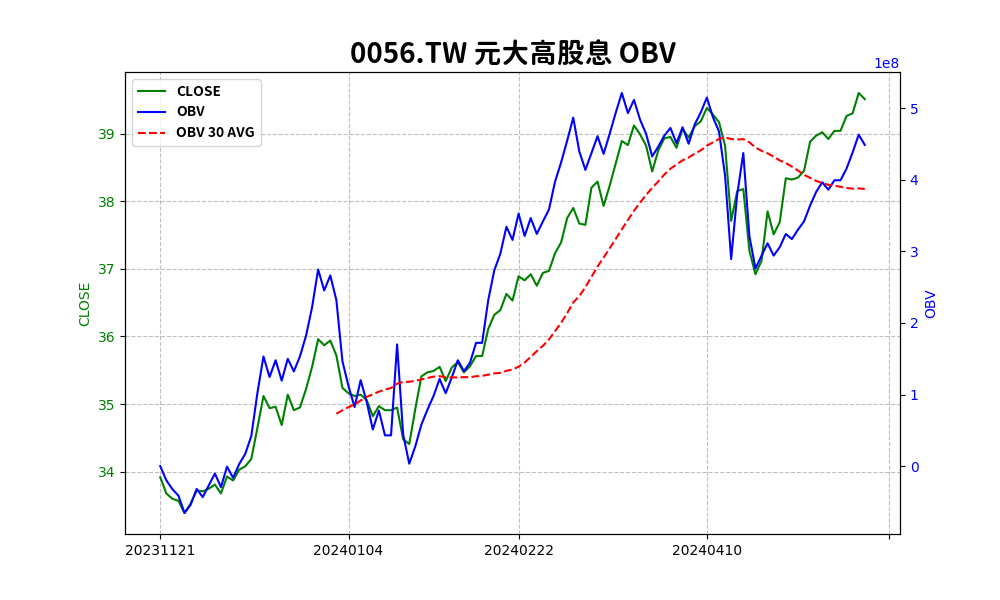 0056.TW 元大高股息 OBV
1e8
CLOSE
OBV
OBV 30 AVG
39
38
37
36
35
34
CLOSE
5
4
3
2
1
0
OBV
20231121
20240104
20240222
20240410